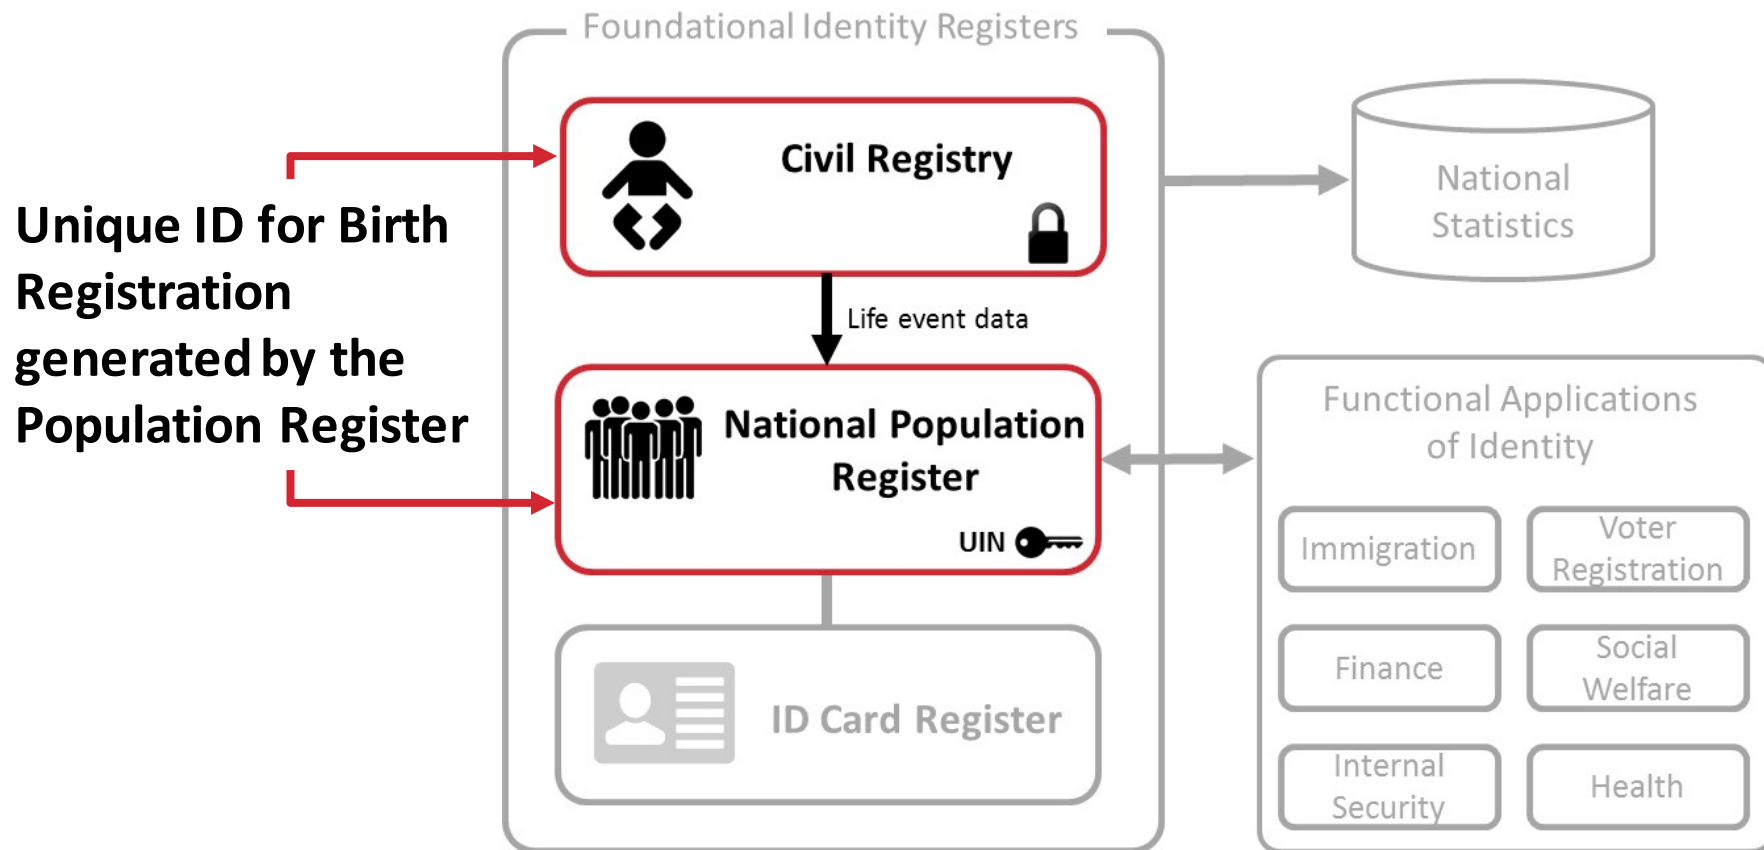 Foundational Identity Registers
Civil Registry
Unique ID for Birth
Registration
generated by the
Population Register
Life event data
National Population
Register
UIN
ID Card Register
National
Statistics
Functional Applications
of Identity
Immigration
Voter
Registration
Finance
Social
Welfare
Internal
Security
Health